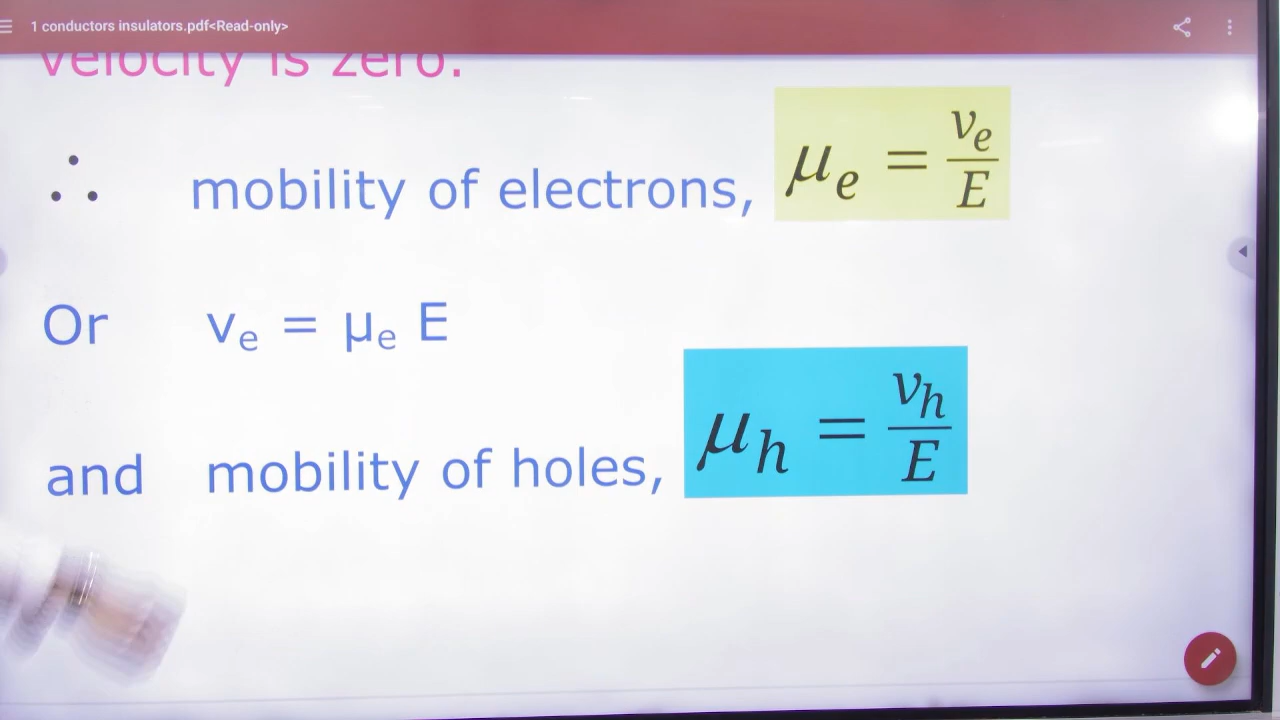 1 conductors insulators.pdf<Read-only>
velocity is zero.
∴ mobility of electrons, μₑ = vₑ/E
Or vₑ = μₑ E
and mobility of holes, μₕ = vₕ/E